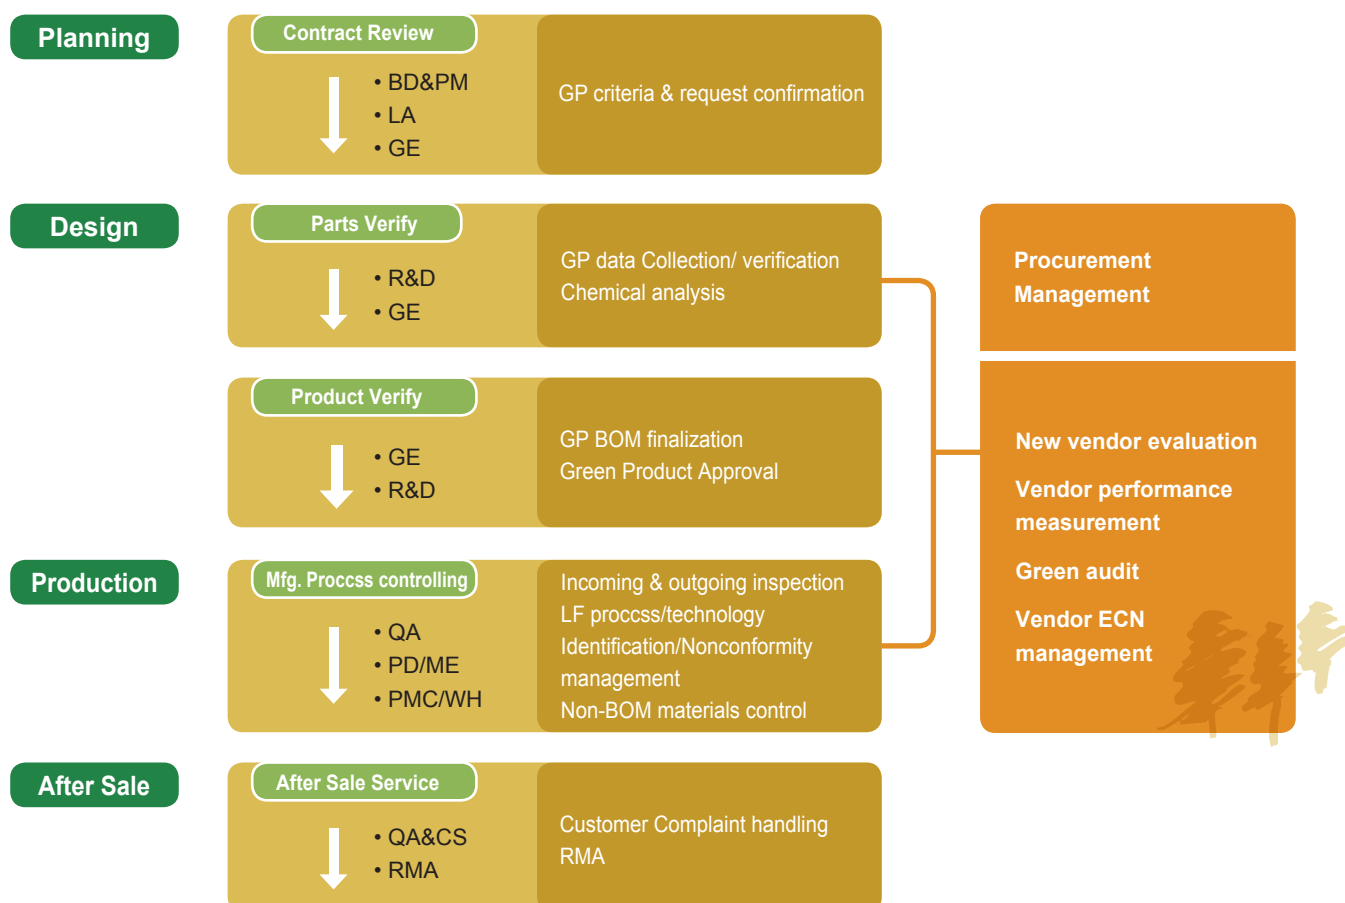 Planning
Contract Review
• BD&PM
• LA
• GE
GP criteria & request confirmation
Design
Parts Verify
• R&D
• GE
GP data Collection/ verification
Chemical analysis
Product Verify
• GE
• R&D
GP BOM finalization
Green Product Approval
Production
Mfg. Proccss controlling
• QA
• PD/ME
• PMC/WH
Incoming & outgoing inspection
LF proccss/technology
Identification/Nonconformity
management
Non-BOM materials control
After Sale
After Sale Service
• QA&CS
• RMA
Customer Complaint handling
RMA
Procurement
Management
New vendor evaluation
Vendor performance
measurement
Green audit
Vendor ECN
management